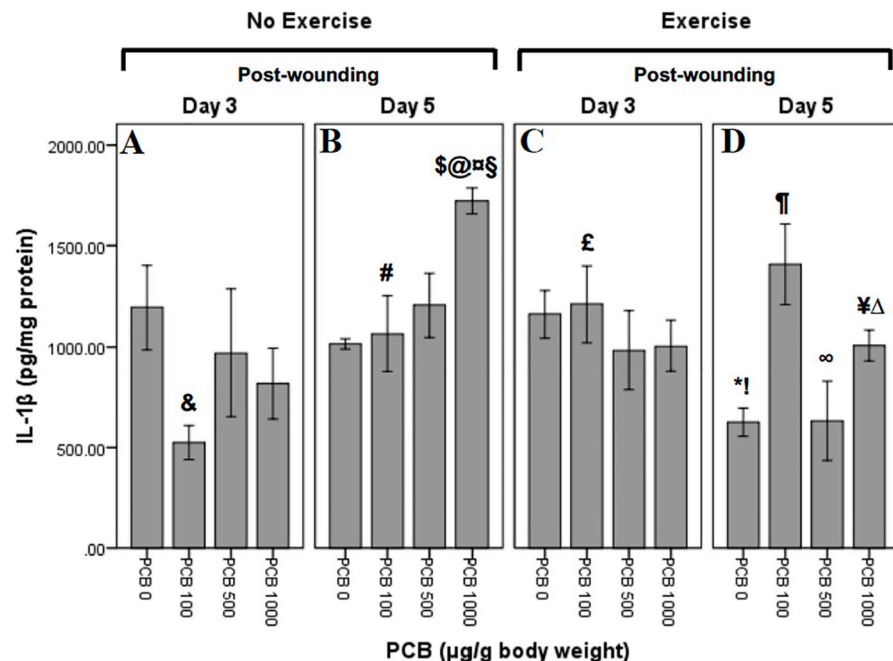 No Exercise
Exercise
Post-wounding
Post-wounding
Day 3
Day 5
Day 3
Day 5
A
B
C
D
2000.00
1500.00
1000.00
500.00
.00
IL-1β (pg/mg protein)
&
#
$@¤§
£
*!
¶
∞
¥Δ
PCB 0
PCB 100
PCB 500
PCB 1000
PCB 0
PCB 100
PCB 500
PCB 1000
PCB 0
PCB 100
PCB 500
PCB 1000
PCB 0
PCB 100
PCB 500
PCB 1000
PCB (µg/g body weight)